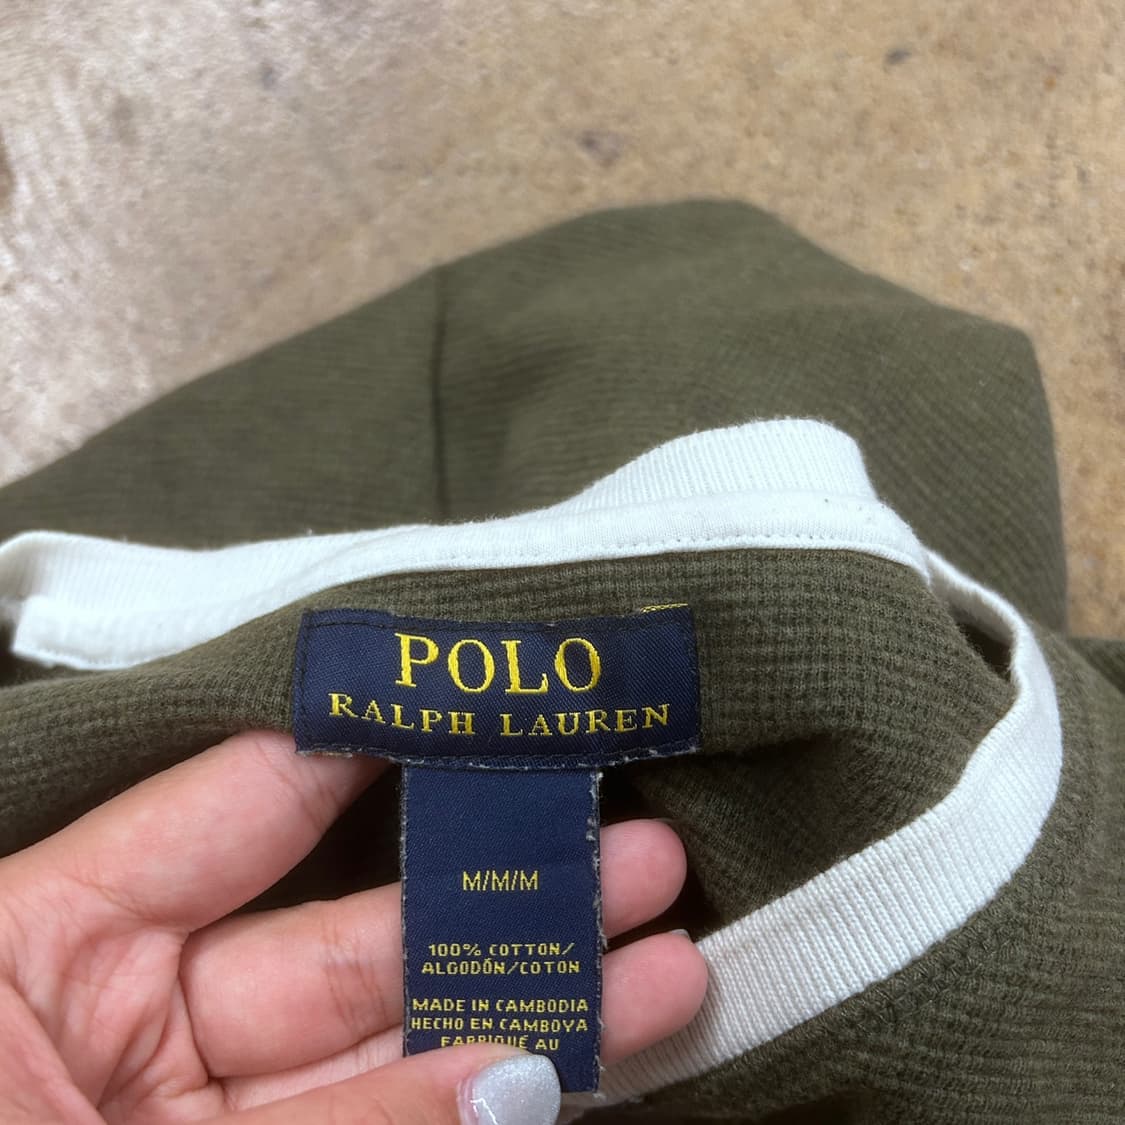 POLO
RALPH LAUREN
M/M/M
100% COTTON/
ALGODÓN/COTON
MADE IN CAMBODIA
HECHO EN CAMBOYA
FABRIQUÉ AU